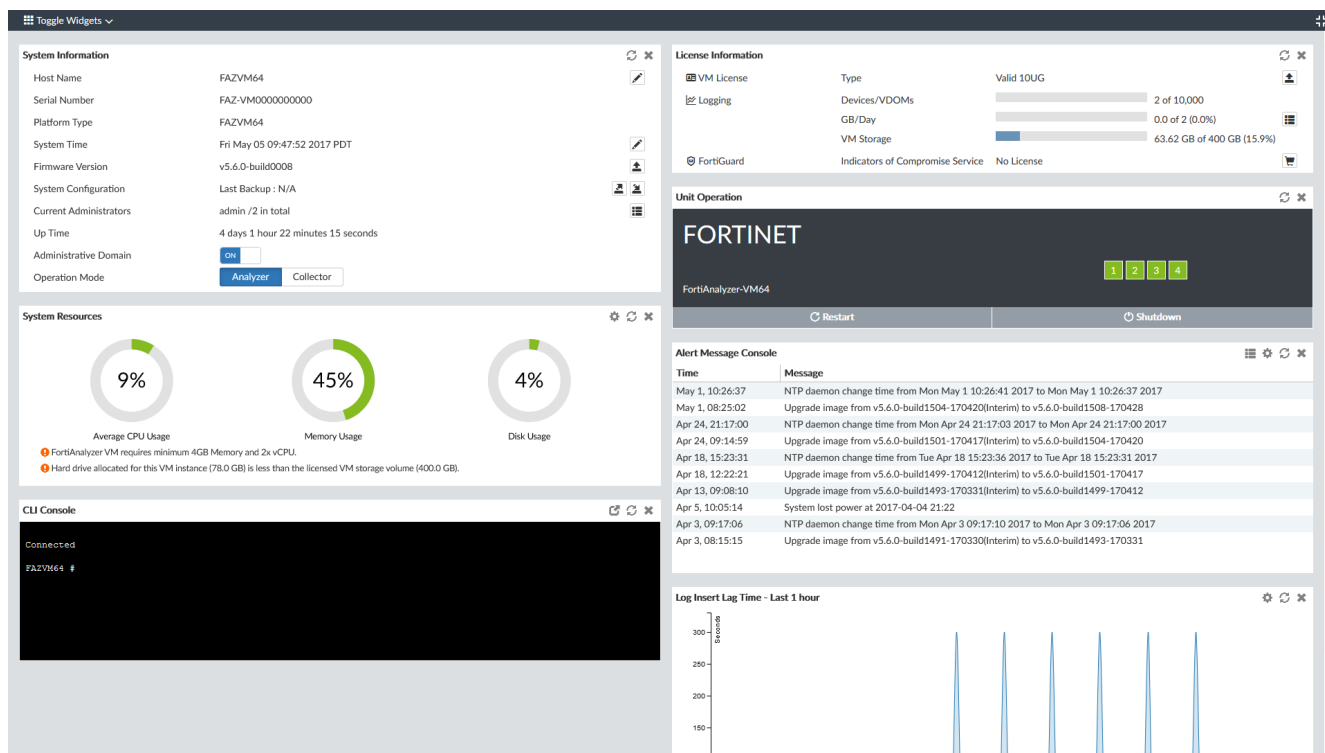 Toggle Widgets
System Information
Host Name FAZVM64
Serial Number FAZ-VM0000000000
Platform Type FAZVM64
System Time Fri May 05 09:47:52 2017 PDT
Firmware Version v5.6.0-build0008
System Configuration Last Backup : N/A
Current Administrators admin /2 in total
Up Time 4 days 1 hour 22 minutes 15 seconds
Administrative Domain ON
Operation Mode Analyzer Collector
System Resources
9% 45% 4%
Average CPU Usage Memory Usage Disk Usage
FortiAnalyzer VM requires minimum 4GB Memory and 2x vCPU.
Hard drive allocated for this VM instance (78.0 GB) is less than the licensed VM storage volume (400.0 GB).
CLI Console
Connected
FAZVM64 #
License Information
VM License Type Valid 10UG
Logging Devices/VDOMs 2 of 10,000
GB/Day 0.0 of 2 (0.0%)
VM Storage 63.62 GB of 400 GB (15.9%)
FortiGuard Indicators of Compromise Service No License
Unit Operation
FORTINET
1 2 3 4
FortiAnalyzer-VM64
Restart Shutdown
Alert Message Console
Time Message
May 1, 10:26:37 NTP daemon change time from Mon May 1 10:26:41 2017 to Mon May 1 10:26:37 2017
May 1, 08:25:02 Upgrade image from v5.6.0-build1504-170420(Interim) to v5.6.0-build1508-170428
Apr 24, 21:17:00 NTP daemon change time from Mon Apr 24 21:17:03 2017 to Mon Apr 24 21:17:00 2017
Apr 24, 09:14:59 Upgrade image from v5.6.0-build1501-170417(Interim) to v5.6.0-build1504-170420
Apr 18, 15:23:31 NTP daemon change time from Tue Apr 18 15:23:36 2017 to Tue Apr 18 15:23:31 2017
Apr 18, 12:22:21 Upgrade image from v5.6.0-build1499-170412(Interim) to v5.6.0-build1501-170417
Apr 13, 09:08:10 Upgrade image from v5.6.0-build1493-170331(Interim) to v5.6.0-build1499-170412
Apr 5, 10:05:14 System lost power at 2017-04-04 21:22
Apr 3, 09:17:06 NTP daemon change time from Mon Apr 3 09:17:10 2017 to Mon Apr 3 09:17:06 2017
Apr 3, 08:15:15 Upgrade image from v5.6.0-build1491-170330(Interim) to v5.6.0-build1493-170331
Log Insert Lag Time - Last 1 hour
Seconds
300
250
200
150